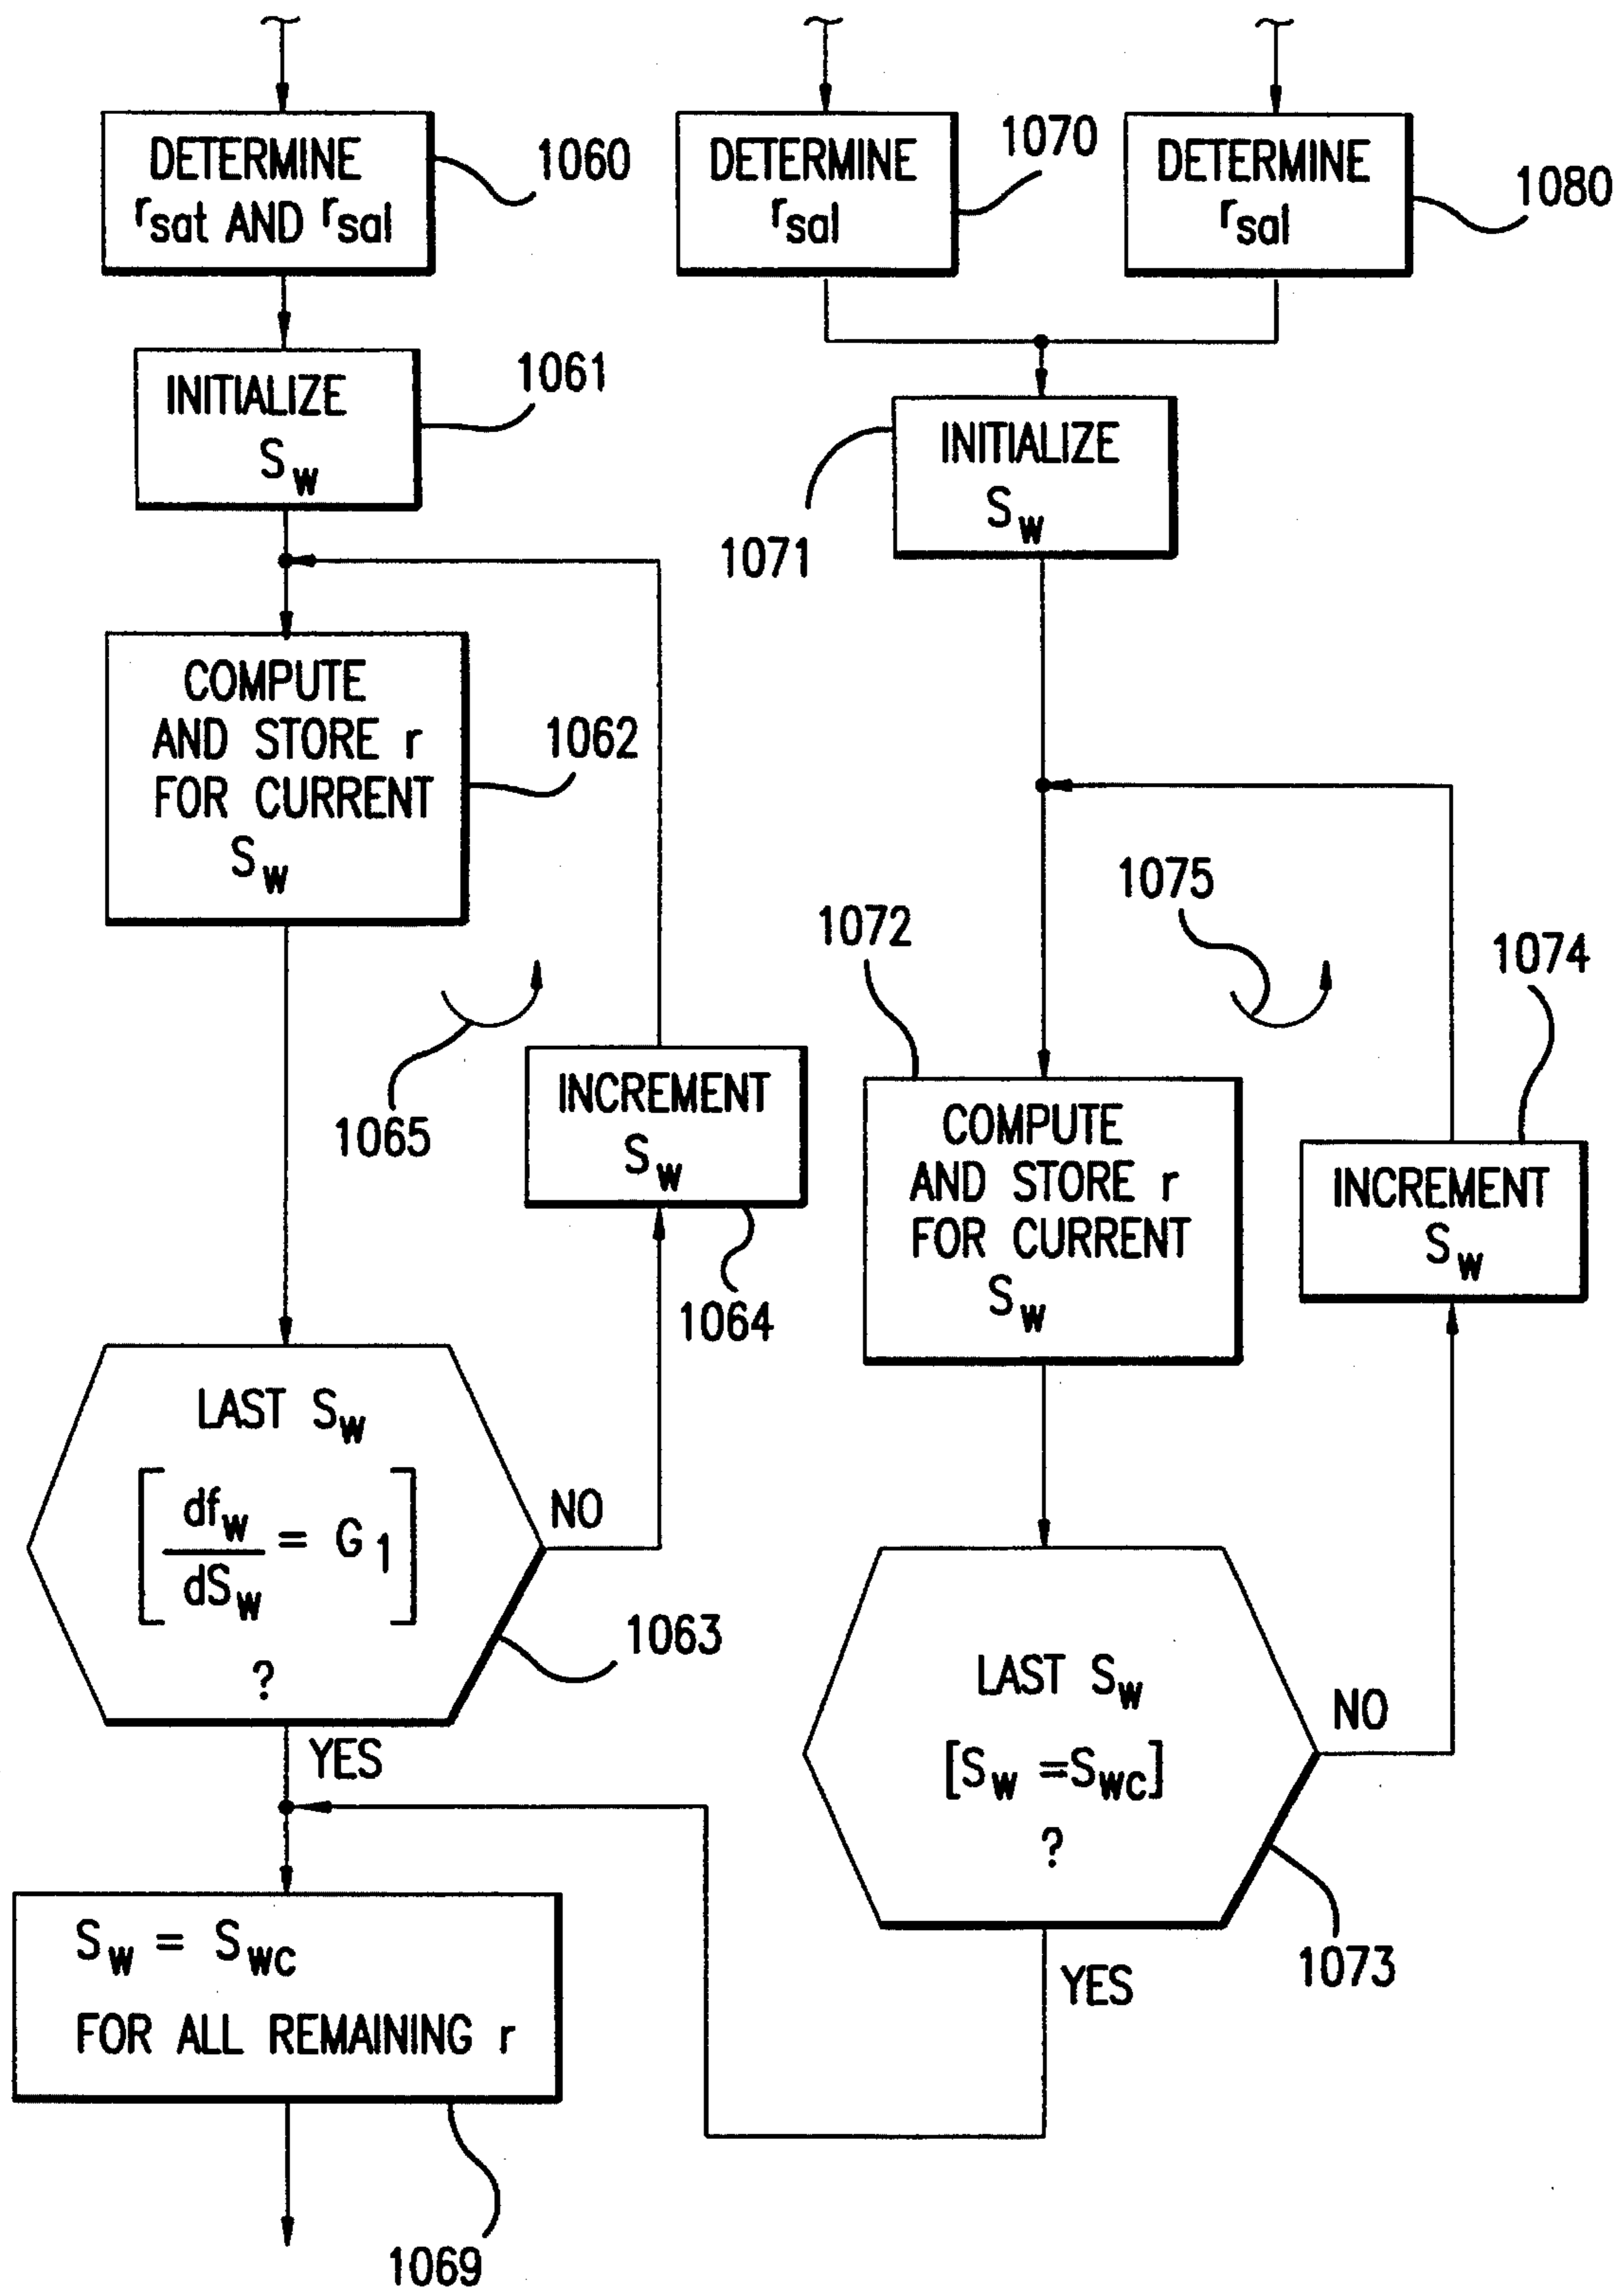 DETERMINE
rsat AND rsal
1060
DETERMINE
rsal
1070
DETERMINE
rsal
1080
INITIALIZE
Sw
1061
INITIALIZE
Sw
1071
COMPUTE
AND STORE r
FOR CURRENT
Sw
1062
1065
INCREMENT
Sw
1064
1072
1075
1074
COMPUTE
AND STORE r
FOR CURRENT
Sw
INCREMENT
Sw
LAST Sw
[dfw/dSw = G1]
?
NO
1063
YES
LAST Sw
[Sw =Swc]
?
NO
1073
YES
Sw = Swc
FOR ALL REMAINING r
1069